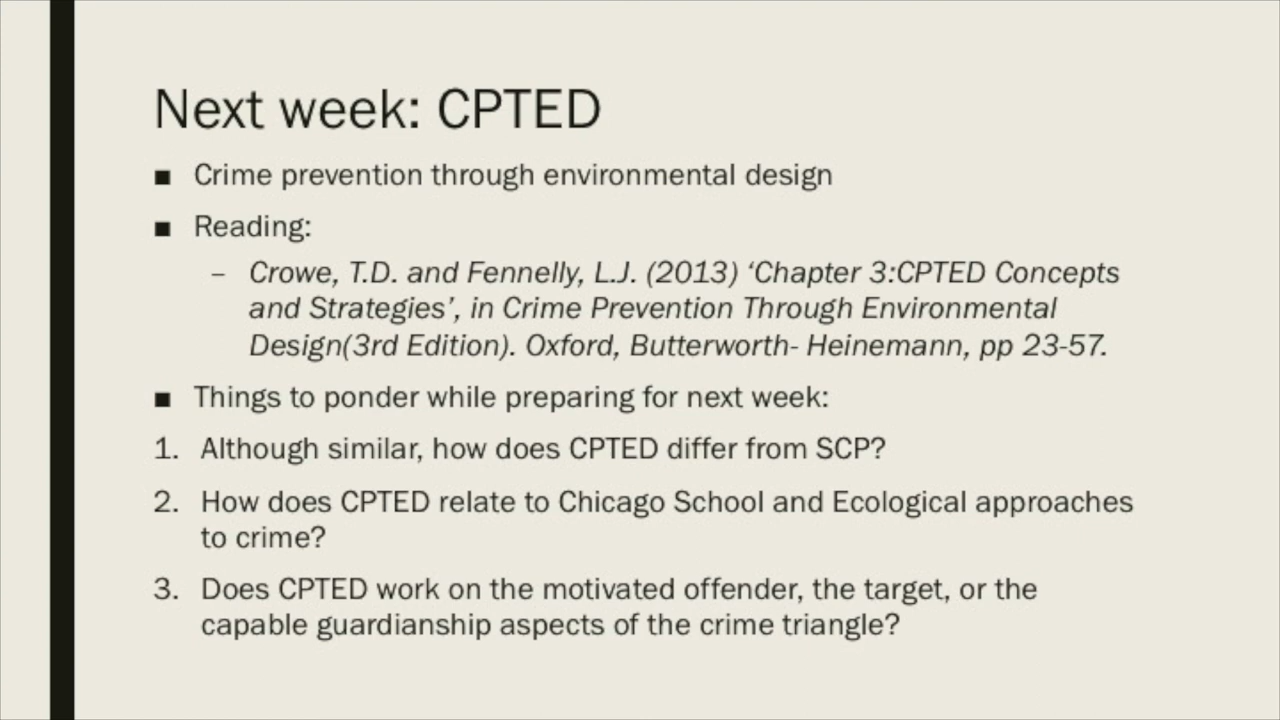 Next week: CPTED
■ Crime prevention through environmental design
■ Reading:
– Crowe, T.D. and Fennelly, L.J. (2013) ‘Chapter 3:CPTED Concepts
and Strategies’, in Crime Prevention Through Environmental
Design(3rd Edition). Oxford, Butterworth- Heinemann, pp 23-57.
■ Things to ponder while preparing for next week:
1. Although similar, how does CPTED differ from SCP?
2. How does CPTED relate to Chicago School and Ecological approaches
to crime?
3. Does CPTED work on the motivated offender, the target, or the
capable guardianship aspects of the crime triangle?